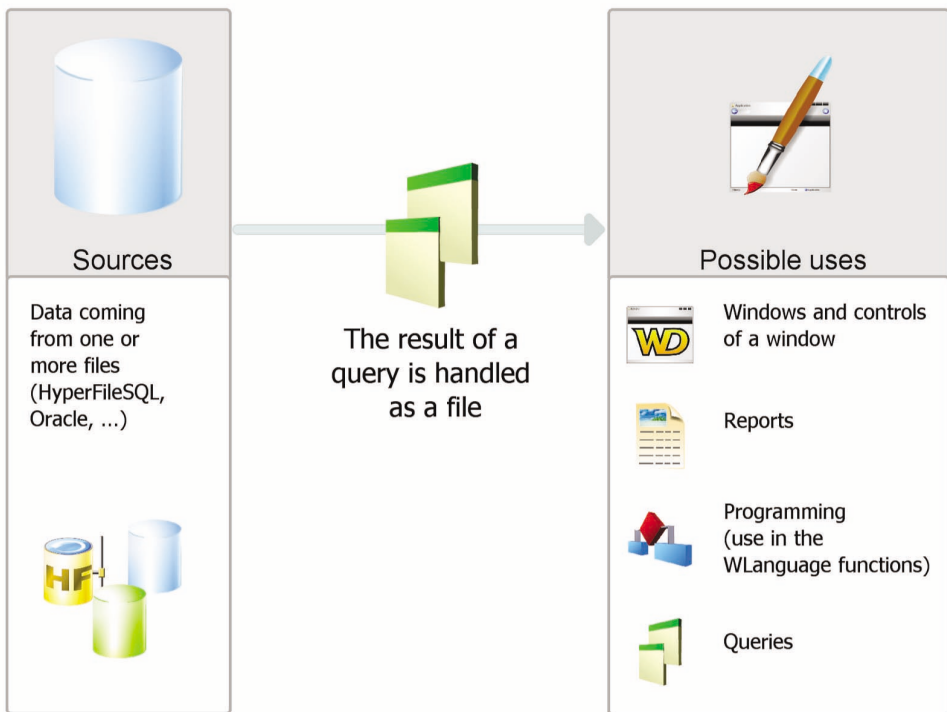 Sources
Data coming
from one or
more files
(HyperFileSQL,
Oracle, ...)
HF
The result of a
query is handled
as a file
Possible uses
WD
Windows and controls
of a window
Reports
Programming
(use in the
WLanguage functions)
Queries